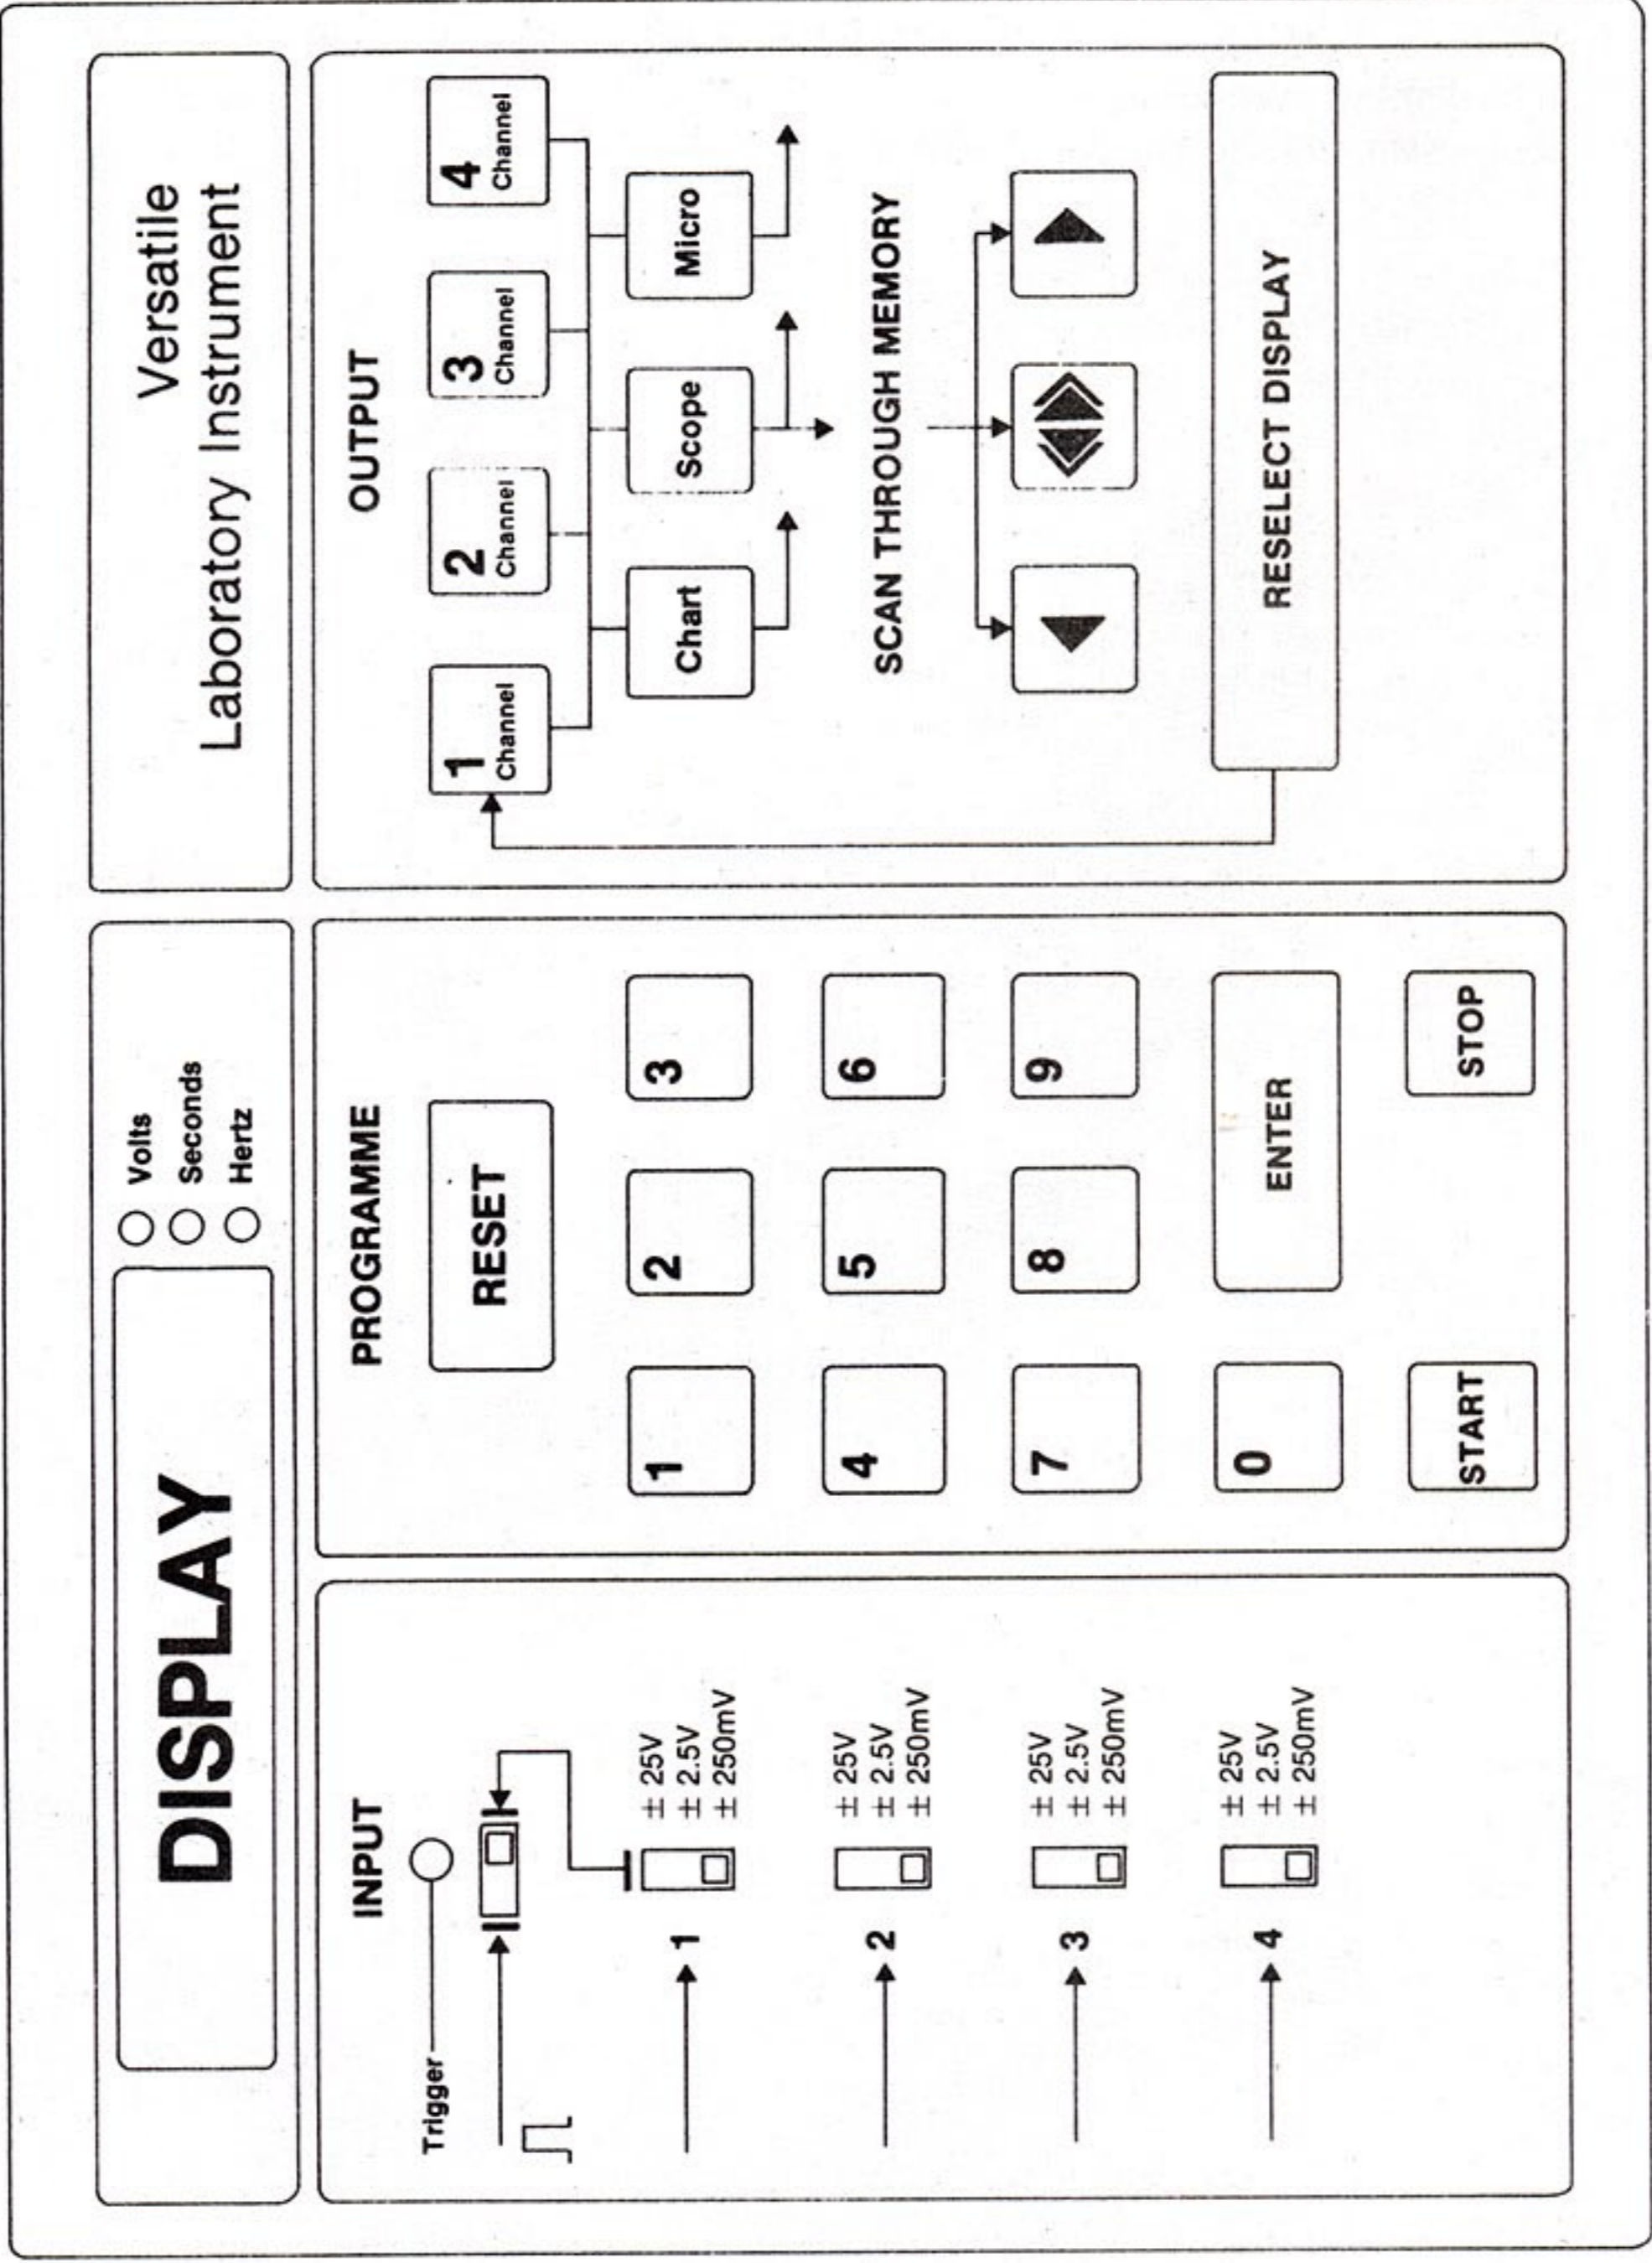 DISPLAY
Volts
Seconds
Hertz
Versatile
Laboratory Instrument
INPUT
Trigger
1
± 25V
± 2.5V
± 250mV
2
± 25V
± 2.5V
± 250mV
3
± 25V
± 2.5V
± 250mV
4
± 25V
± 2.5V
± 250mV
PROGRAMME
RESET
1 2 3
4 5 6
7 8 9
0 ENTER
START STOP
OUTPUT
1 Channel
2 Channel
3 Channel
4 Channel
Chart Scope Micro
SCAN THROUGH MEMORY
RESELECT DISPLAY